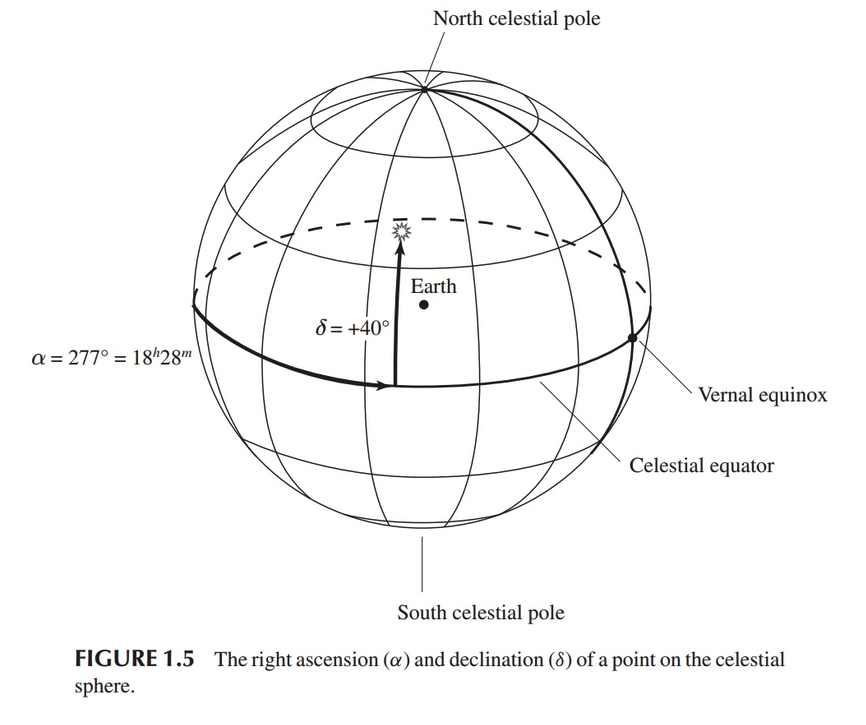 North celestial pole
Earth
δ = +40°
α = 277° = 18ʰ28ᵐ
Vernal equinox
Celestial equator
South celestial pole
FIGURE 1.5 The right ascension (α) and declination (δ) of a point on the celestial
sphere.